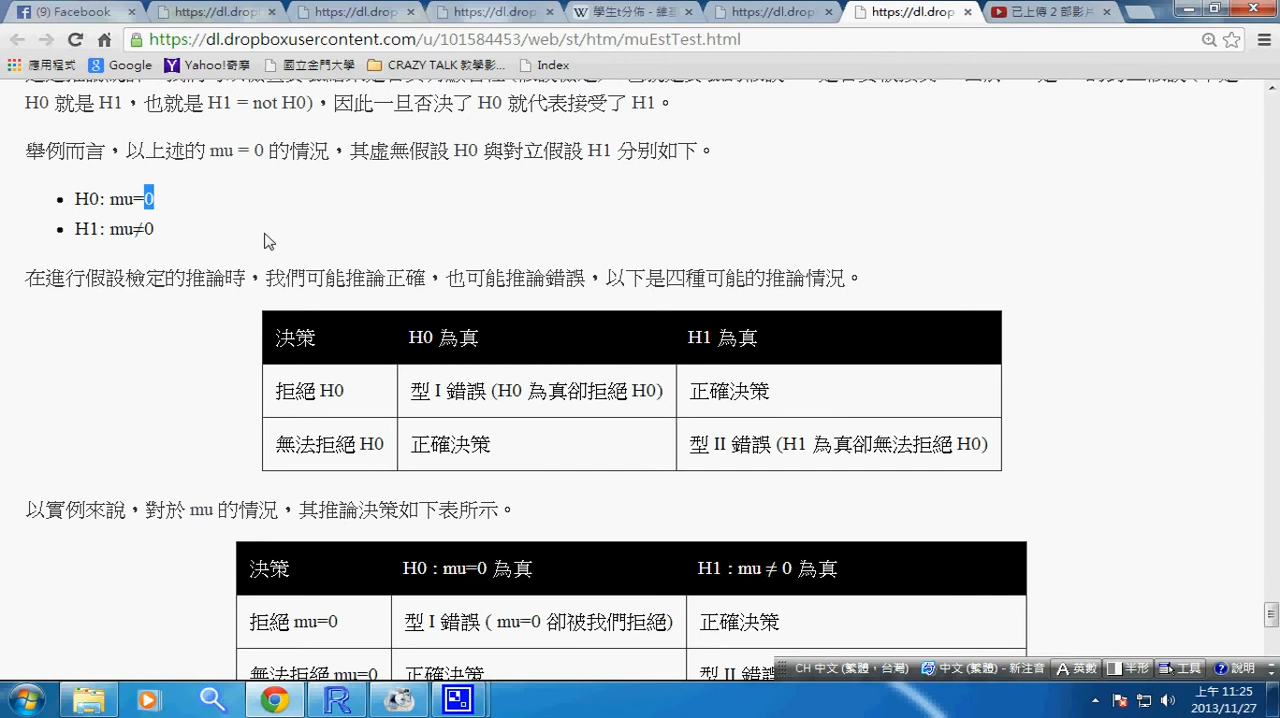 (9) Facebook
https://dl.dropb
https://dl.drop
https://dl.drop
學生t分佈 - 維基
https://dl.drop
https://dl.drop
已上傳 2 部影片
https://dl.dropboxusercontent.com/u/101584453/web/st/htm/muEstTest.html
應用程式
Google
Yahoo!奇摩
國立金門大學
CRAZY TALK 教學影...
Index
H0 就是 H1，也就是 H1 = not H0)，因此一旦否決了 H0 就代表接受了 H1。
舉例而言，以上述的 mu = 0 的情況，其虛無假設 H0 與對立假設 H1 分別如下。
• H0: mu=0
• H1: mu≠0
在進行假設檢定的推論時，我們可能推論正確，也可能推論錯誤，以下是四種可能的推論情況。
決策 H0 為真 H1 為真
拒絕 H0 型 I 錯誤 (H0 為真卻拒絕 H0) 正確決策
無法拒絕 H0 正確決策 型 II 錯誤 (H1 為真卻無法拒絕 H0)
以實例來說，對於 mu 的情況，其推論決策如下表所示。
決策 H0 : mu=0 為真 H1 : mu ≠ 0 為真
拒絕 mu=0 型 I 錯誤 ( mu=0 卻被我們拒絕) 正確決策
無法拒絕 mu=0 正確決策 型 II 錯誤
CH 中文 (繁體，台灣) 中文 (繁體) - 新注音 A 英數 半形 工具 說明
上午 11:25
2013/11/27